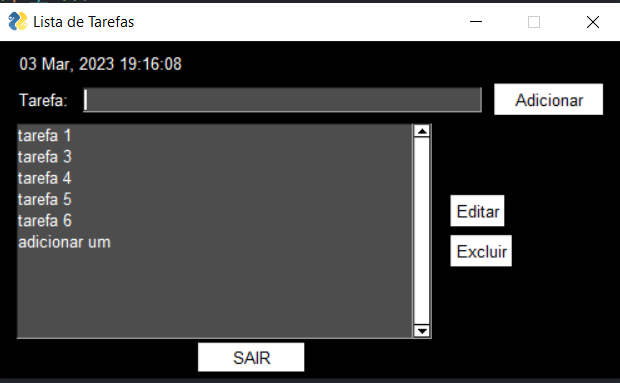 Lista de Tarefas
03 Mar, 2023 19:16:08
Tarefa:
Adicionar
tarefa 1
tarefa 3
tarefa 4
tarefa 5
tarefa 6
adicionar um
Editar
Excluir
SAIR